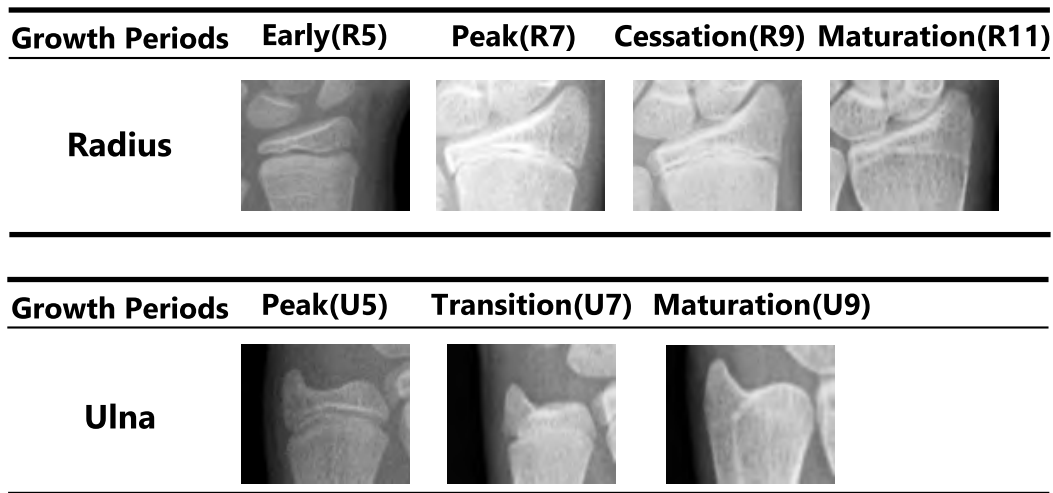 Growth Periods Early(R5) Peak(R7) Cessation(R9) Maturation(R11)
Radius
Growth Periods Peak(U5) Transition(U7) Maturation(U9)
Ulna